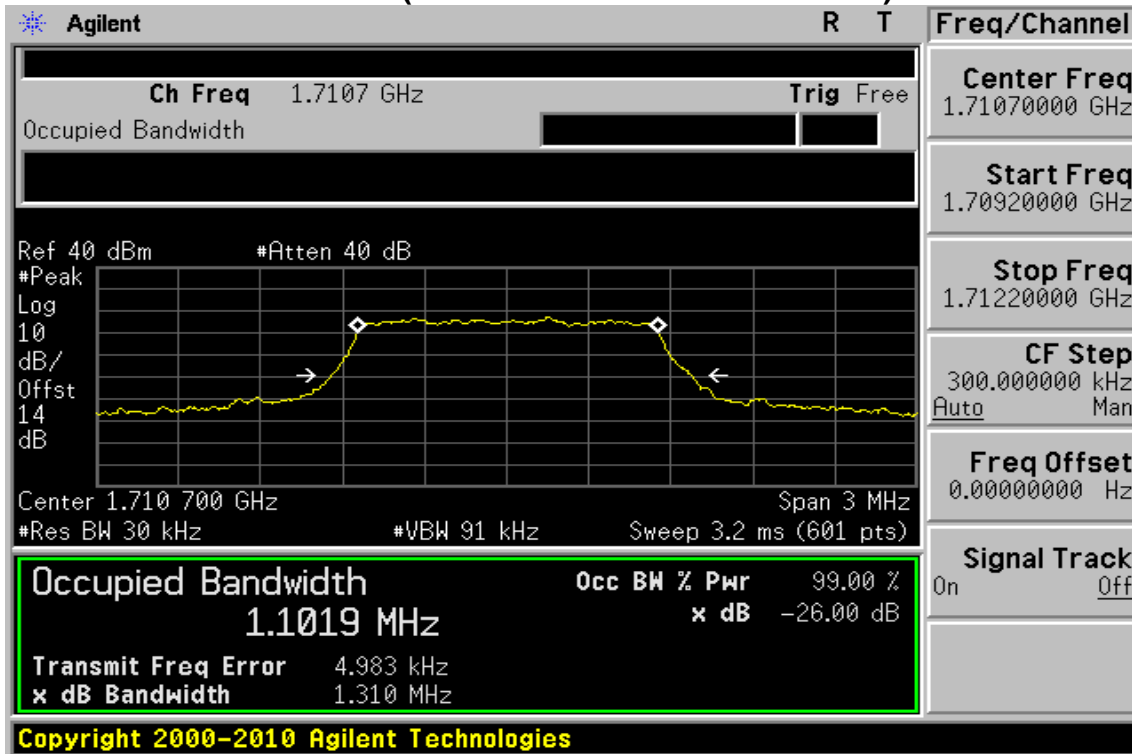 Agilent R T
Freq/Channel
Ch Freq 1.7107 GHz Trig Free
Occupied Bandwidth
Center Freq
1.71070000 GHz
Start Freq
1.70920000 GHz
Stop Freq
1.71220000 GHz
CF Step
300.000000 kHz
Auto Man
Freq Offset
0.00000000 Hz
Signal Track
On Off
Ref 40 dBm #Atten 40 dB
#Peak
Log
10
dB/
Offst
14
dB
Center 1.710 700 GHz Span 3 MHz
#Res BW 30 kHz #VBW 91 kHz Sweep 3.2 ms (601 pts)
Occupied Bandwidth Occ BW % Pwr 99.00 %
1.1019 MHz x dB -26.00 dB
Transmit Freq Error 4.983 kHz
x dB Bandwidth 1.310 MHz
Copyright 2000-2010 Agilent Technologies